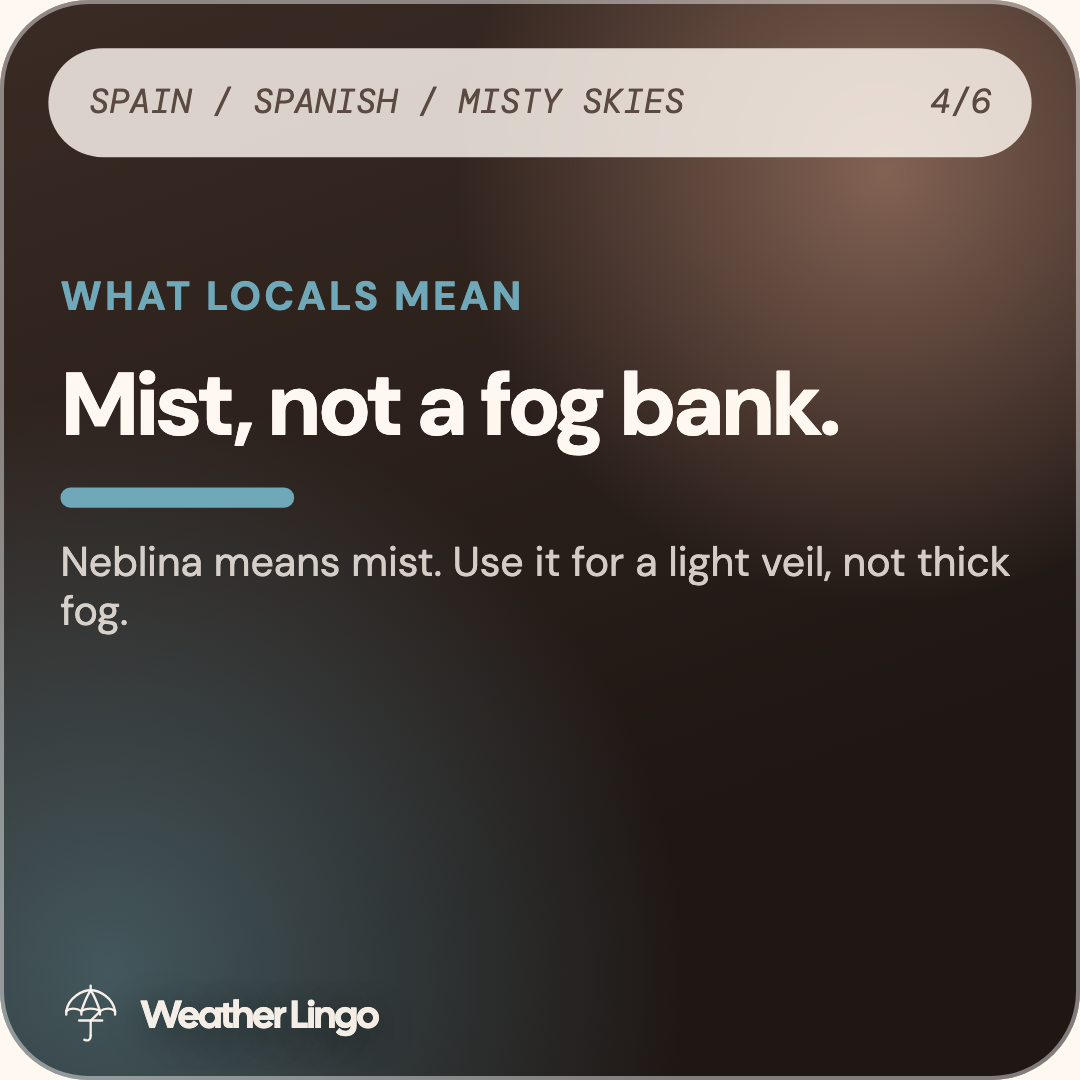 SPAIN / SPANISH / MISTY SKIES 4/6
WHAT LOCALS MEAN
Mist, not a fog bank.
Neblina means mist. Use it for a light veil, not thick
fog.
Weather Lingo